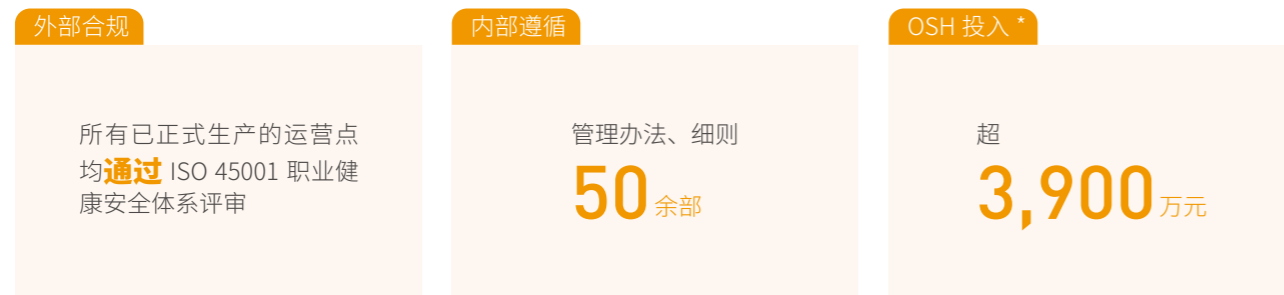 外部合规
所有已正式生产的运营点
均通过 ISO 45001 职业健
康安全体系评审
内部遵循
管理办法、细则
50 余部
OSH 投入 *
超
3,900 万元